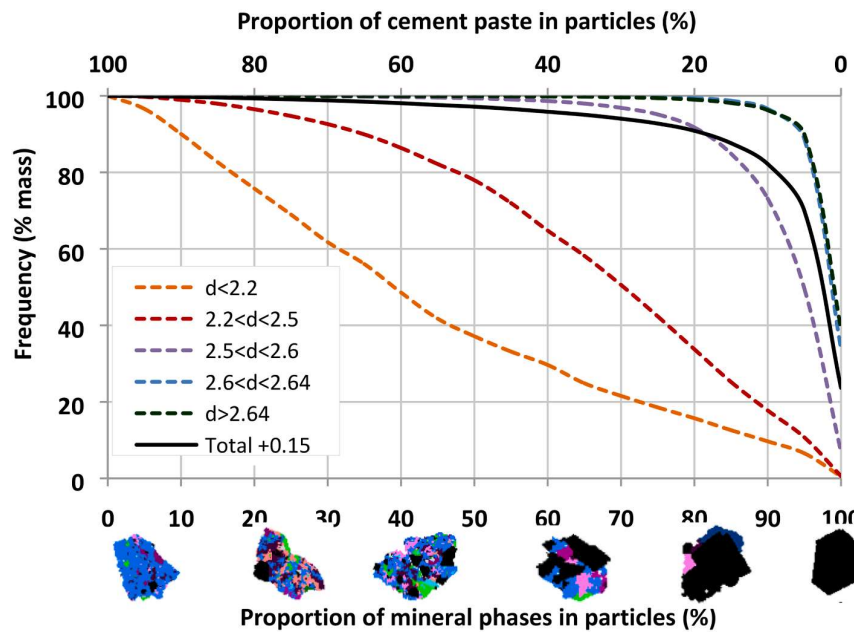 Proportion of cement paste in particles (%)
100 80 60 40 20 0
Frequency (% mass)
100
80
60
40
20
0
d<2.2
2.2<d<2.5
2.5<d<2.6
2.6<d<2.64
d>2.64
Total +0.15
0 10 20 30 40 50 60 70 80 90 100
Proportion of mineral phases in particles (%)